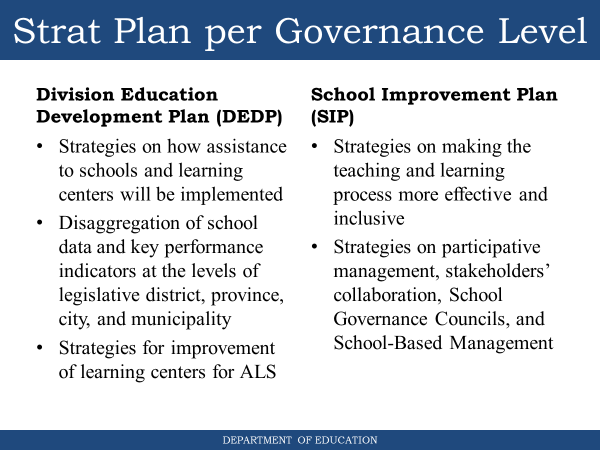 Strat Plan per Governance Level
Division Education
Development Plan (DEDP)
• Strategies on how assistance
to schools and learning
centers will be implemented
• Disaggregation of school
data and key performance
indicators at the levels of
legislative district, province,
city, and municipality
• Strategies for improvement
of learning centers for ALS
School Improvement Plan
(SIP)
• Strategies on making the
teaching and learning
process more effective and
inclusive
• Strategies on participative
management, stakeholders’
collaboration, School
Governance Councils, and
School-Based Management
DEPARTMENT OF EDUCATION